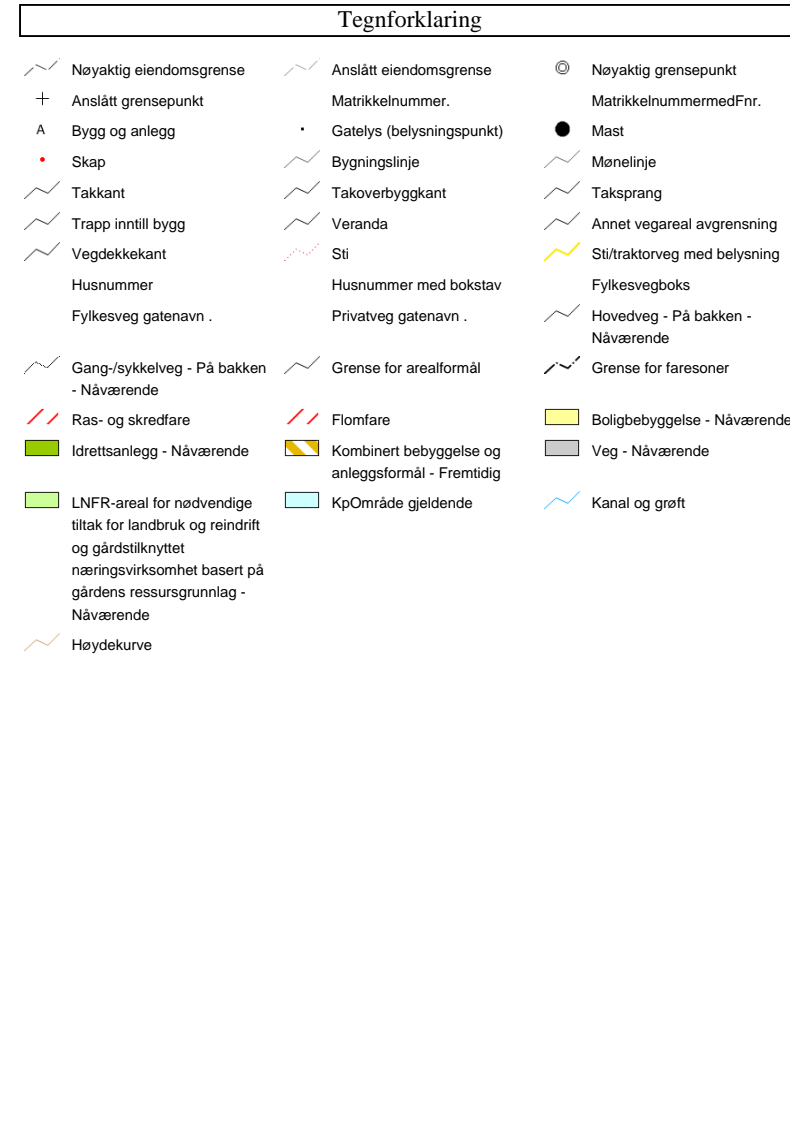 Tegnforklaring
Nøyaktig eiendomsgrense
Anslått eiendomsgrense
Nøyaktig grensepunkt
Anslått grensepunkt
Matrikkelnummer.
MatrikkelnummermedFnr.
A Bygg og anlegg
Gatelys (belysningspunkt)
Mast
Skap
Bygningslinje
Mønelinje
Takkant
Takoverbyggkant
Taksprang
Trapp inntill bygg
Veranda
Annet vegareal avgrensning
Vegdekkekant
Sti
Sti/traktorveg med belysning
Husnummer
Husnummer med bokstav
Fylkesvegboks
Fylkesveg gatenavn .
Privatveg gatenavn .
Hovedveg - På bakken -
Nåværende
Gang-/sykkelveg - På bakken
- Nåværende
Grense for arealformål
Grense for faresoner
Ras- og skredfare
Flomfare
Boligbebyggelse - Nåværende
Idrettsanlegg - Nåværende
Kombinert bebyggelse og
anleggsformål - Fremtidig
Veg - Nåværende
LNFR-areal for nødvendige
tiltak for landbruk og reindrift
og gårdstilknyttet
næringsvirksomhet basert på
gårdens ressursgrunnlag -
Nåværende
KpOmråde gjeldende
Kanal og grøft
Høydekurve